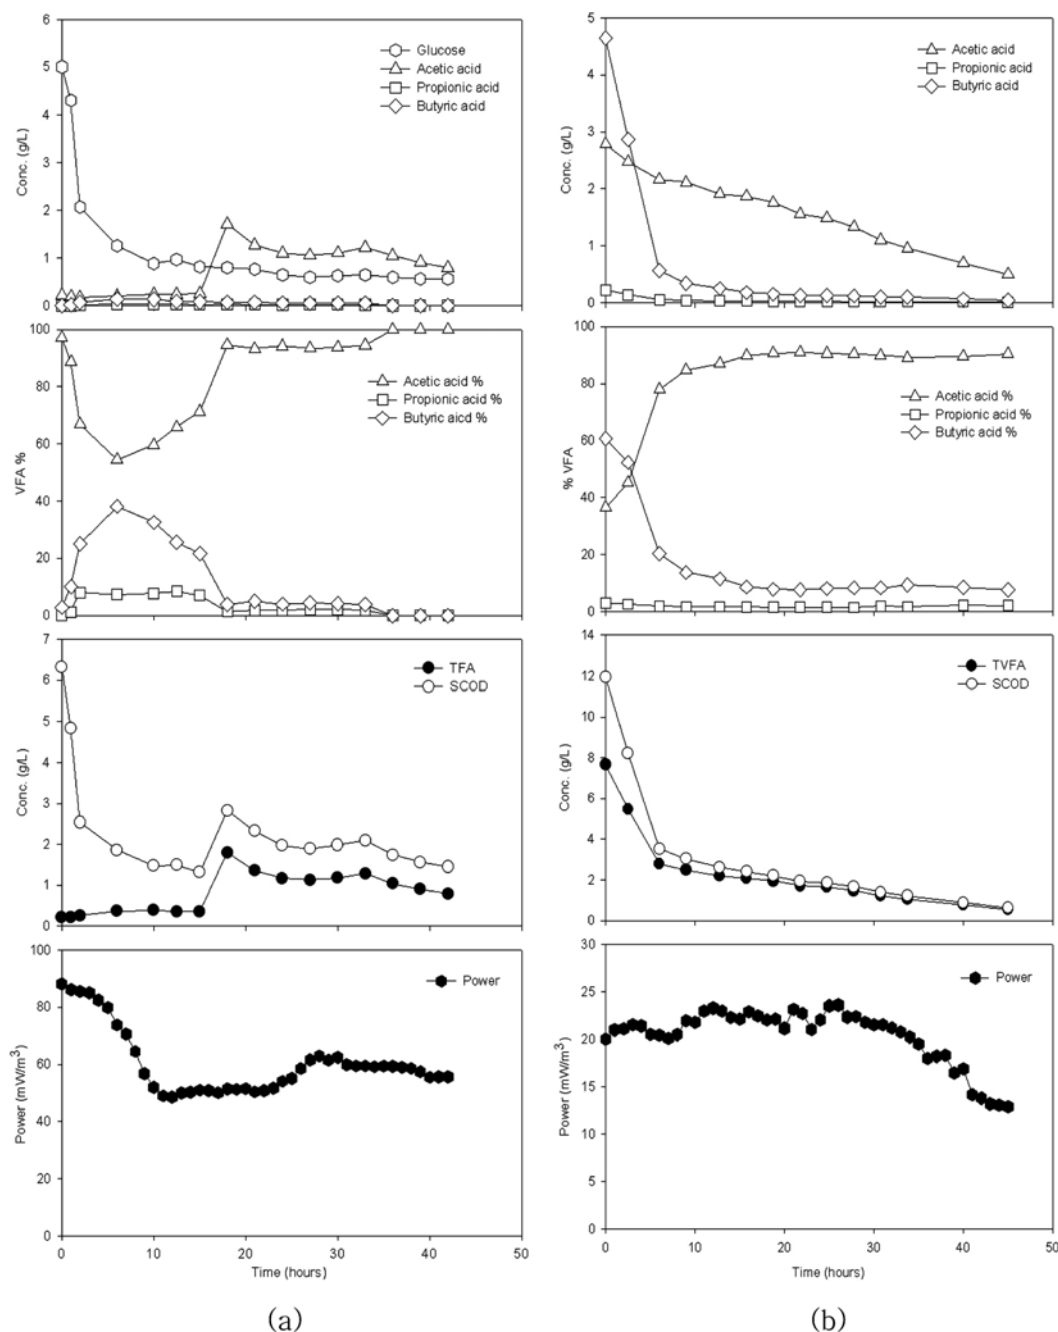 6
5
4
3
2
1
0
Conc. (g/L)
Glucose
Acetic acid
Propionic acid
Butyric acid
100
80
60
40
20
0
VFA %
Acetic acid %
Propionic acid %
Butyric aicd %
7
6
5
4
3
2
1
0
Conc. (g/L)
TFA
SCOD
100
80
60
40
20
0
Power (mW/m³)
Power
0 10 20 30 40 50
Time (hours)
(a)
5
4
3
2
1
0
Conc. (g/L)
Acetic acid
Propionic acid
Butyric acid
100
80
60
40
20
0
% VFA
Acetic acid %
Propionic acid %
Butyric acid %
14
12
10
8
6
4
2
0
Conc. (g/L)
TVFA
SCOD
30
25
20
15
10
5
0
Power (mW/m³)
Power
0 10 20 30 40 50
Time (hours)
(b)